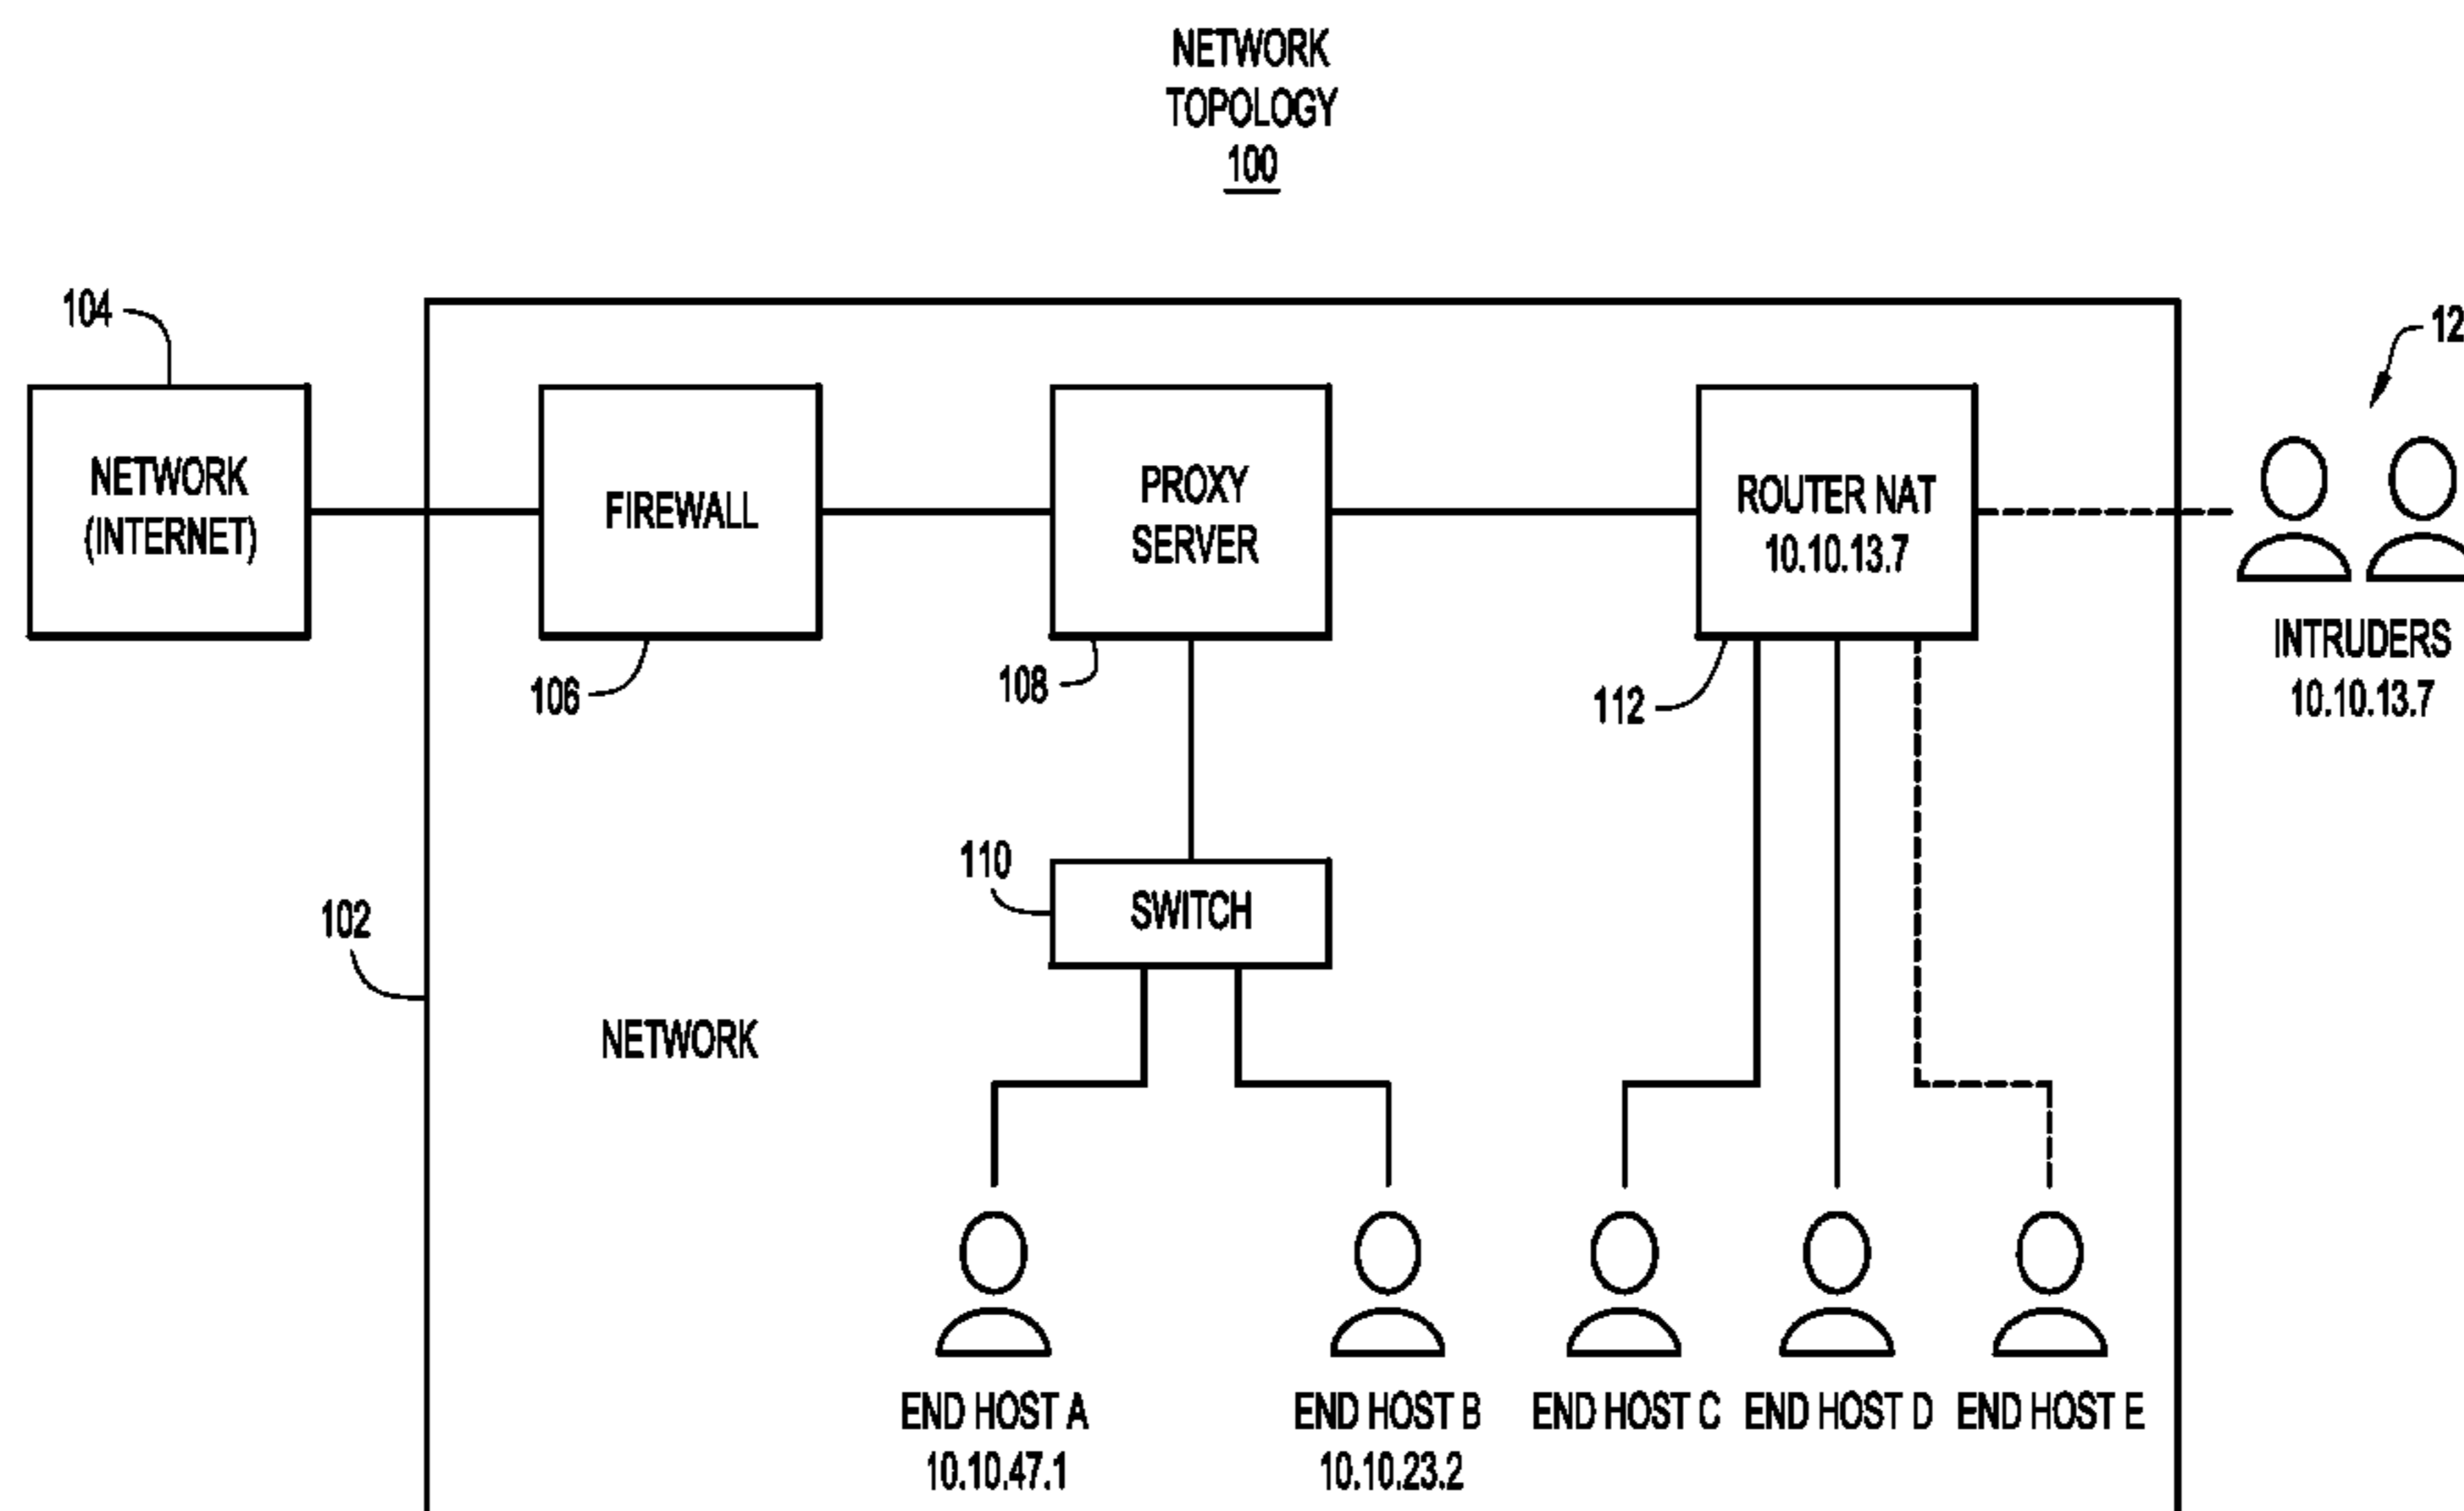 NETWORK
TOPOLOGY
100
104
NETWORK
(INTERNET)
FIREWALL
106
PROXY
SERVER
108
ROUTER NAT
10.10.13.7
112
12
INTRUDERS
10.10.13.7
110
SWITCH
102
NETWORK
END HOST A
10.10.47.1
END HOST B
10.10.23.2
END HOST C
END HOST D
END HOST E